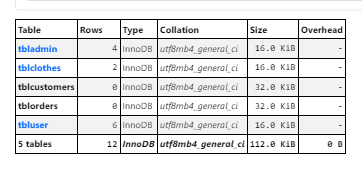 Table Rows Type Collation Size Overhead
tbladmin 4 InnoDB utf8mb4_general_ci 16.0 KiB -
tblclothes 2 InnoDB utf8mb4_general_ci 16.0 KiB -
tblcustomers 0 InnoDB utf8mb4_general_ci 32.0 KiB -
tblorders 0 InnoDB utf8mb4_general_ci 32.0 KiB -
tbluser 6 InnoDB utf8mb4_general_ci 16.0 KiB -
5 tables 12 InnoDB utf8mb4_general_ci 112.0 KiB 0 B